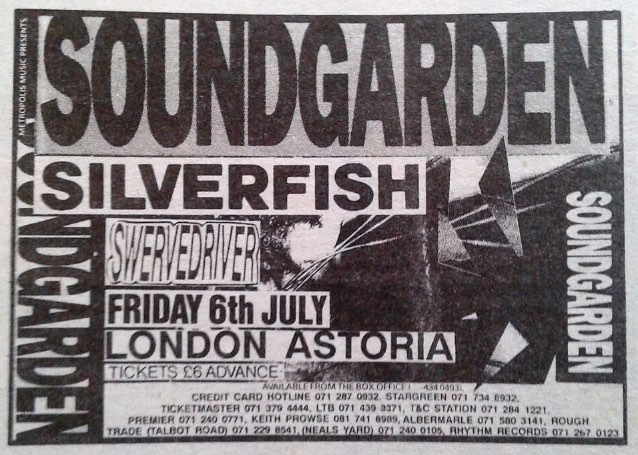 METROPOLIS MUSIC PRESENTS
SOUNDGARDEN
SILVERFISH
SWERVEDRIVER
FRIDAY 6th JULY
LONDON ASTORIA
TICKETS £6 ADVANCE
SOUNDGARDEN
SOUNDGARDEN
AVAILABLE FROM THE BOX OFFICE
CREDIT CARD HOTLINE 071 287 0932, STARGREEN 071 734 8932,
TICKETMASTER 071 379 4444, LTB 071 439 3371, T&C STATION 071 284 1221,
PREMIER 071 240 0771, KEITH PROWSE 081 741 8989, ALBERMARLE 071 580 3141, ROUGH
TRADE (TALBOT ROAD) 071 229 8541, (NEALS YARD) 071 240 0105, RHYTHM RECORDS 071 267 0123